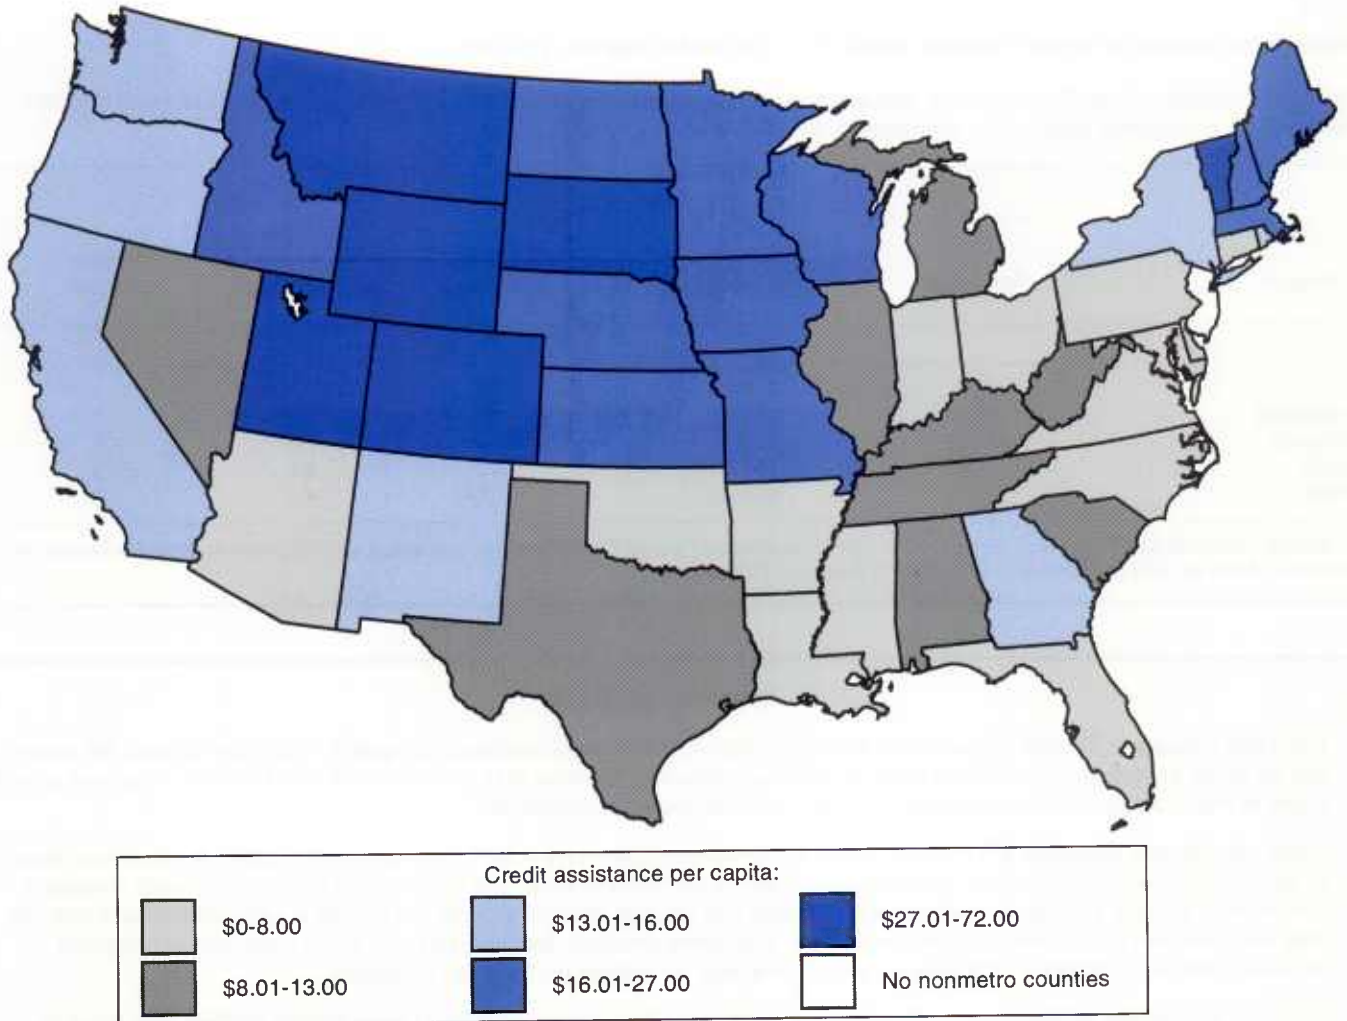 Credit assistance per capita:
$0-8.00
$13.01-16.00
$27.01-72.00
$8.01-13.00
$16.01-27.00
No nonmetro counties